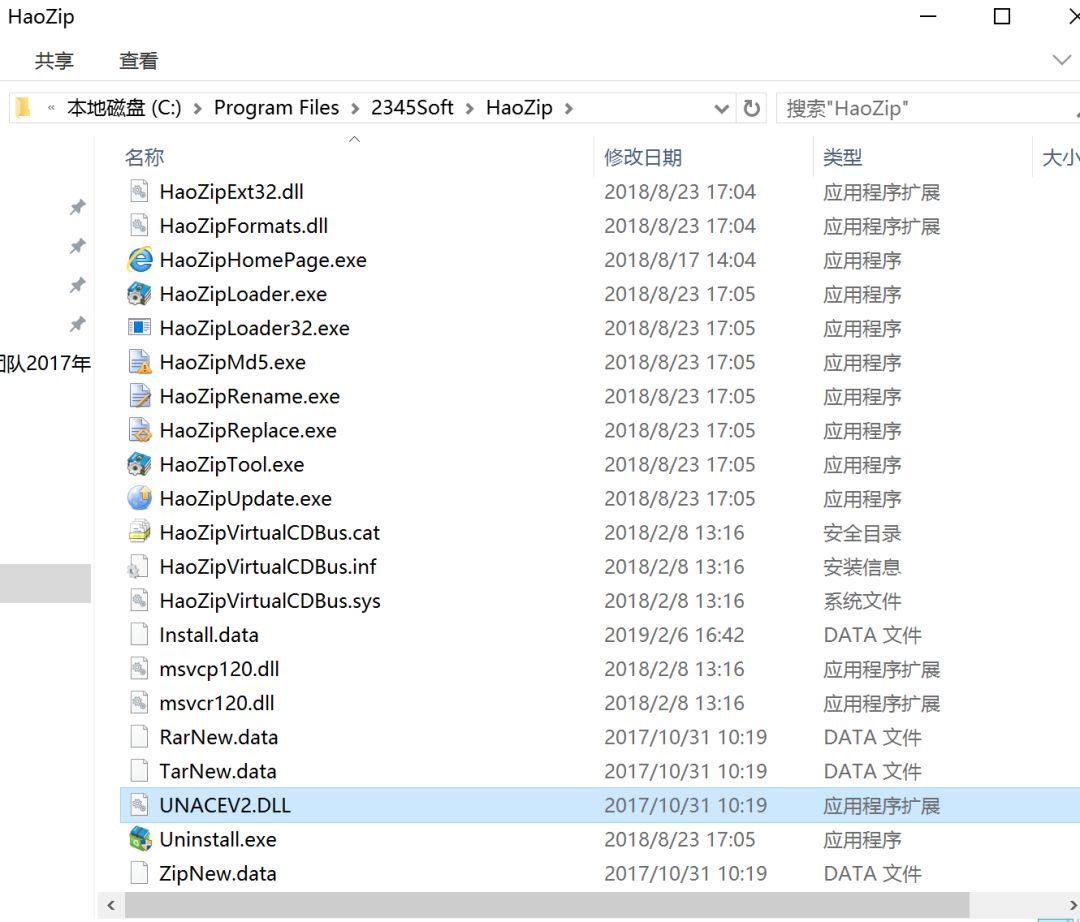 HaoZip
共享 查看
« 本地磁盘 (C:) › Program Files › 2345Soft › HaoZip › 搜索"HaoZip"
名称 修改日期 类型 大小
HaoZipExt32.dll 2018/8/23 17:04 应用程序扩展
HaoZipFormats.dll 2018/8/23 17:04 应用程序扩展
HaoZipHomePage.exe 2018/8/17 14:04 应用程序
HaoZipLoader.exe 2018/8/23 17:05 应用程序
HaoZipLoader32.exe 2018/8/23 17:05 应用程序
队2017年 HaoZipMd5.exe 2018/8/23 17:05 应用程序
HaoZipRename.exe 2018/8/23 17:05 应用程序
HaoZipReplace.exe 2018/8/23 17:05 应用程序
HaoZipTool.exe 2018/8/23 17:05 应用程序
HaoZipUpdate.exe 2018/8/23 17:05 应用程序
HaoZipVirtualCDBus.cat 2018/2/8 13:16 安全目录
HaoZipVirtualCDBus.inf 2018/2/8 13:16 安装信息
HaoZipVirtualCDBus.sys 2018/2/8 13:16 系统文件
Install.data 2019/2/6 16:42 DATA 文件
msvcp120.dll 2018/2/8 13:16 应用程序扩展
msvcr120.dll 2018/2/8 13:16 应用程序扩展
RarNew.data 2017/10/31 10:19 DATA 文件
TarNew.data 2017/10/31 10:19 DATA 文件
UNACEV2.DLL 2017/10/31 10:19 应用程序扩展
Uninstall.exe 2018/8/23 17:05 应用程序
ZipNew.data 2017/10/31 10:19 DATA 文件